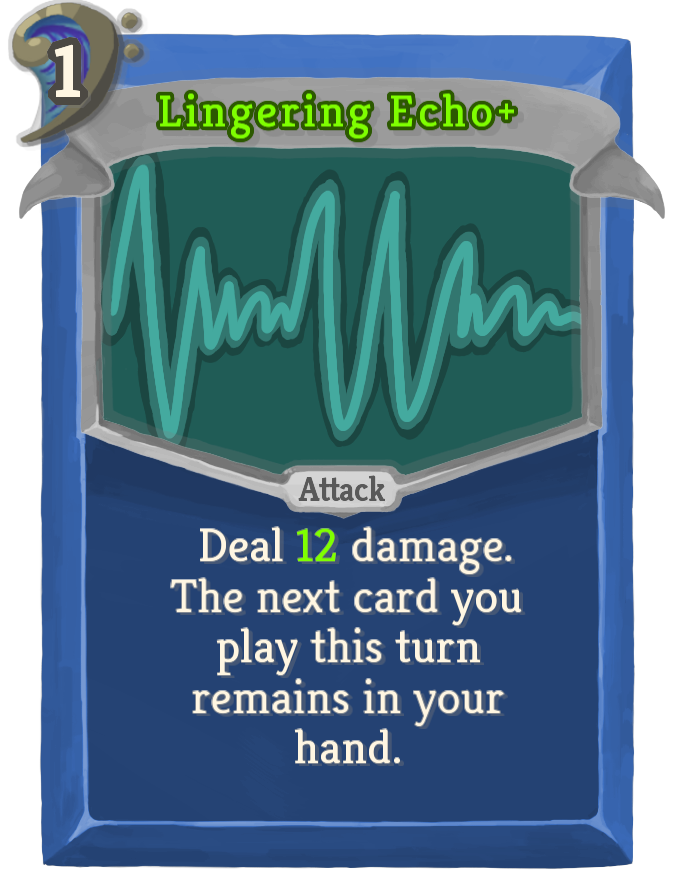 1
Lingering Echo+
Attack
Deal 12 damage.
The next card you
play this turn
remains in your
hand.